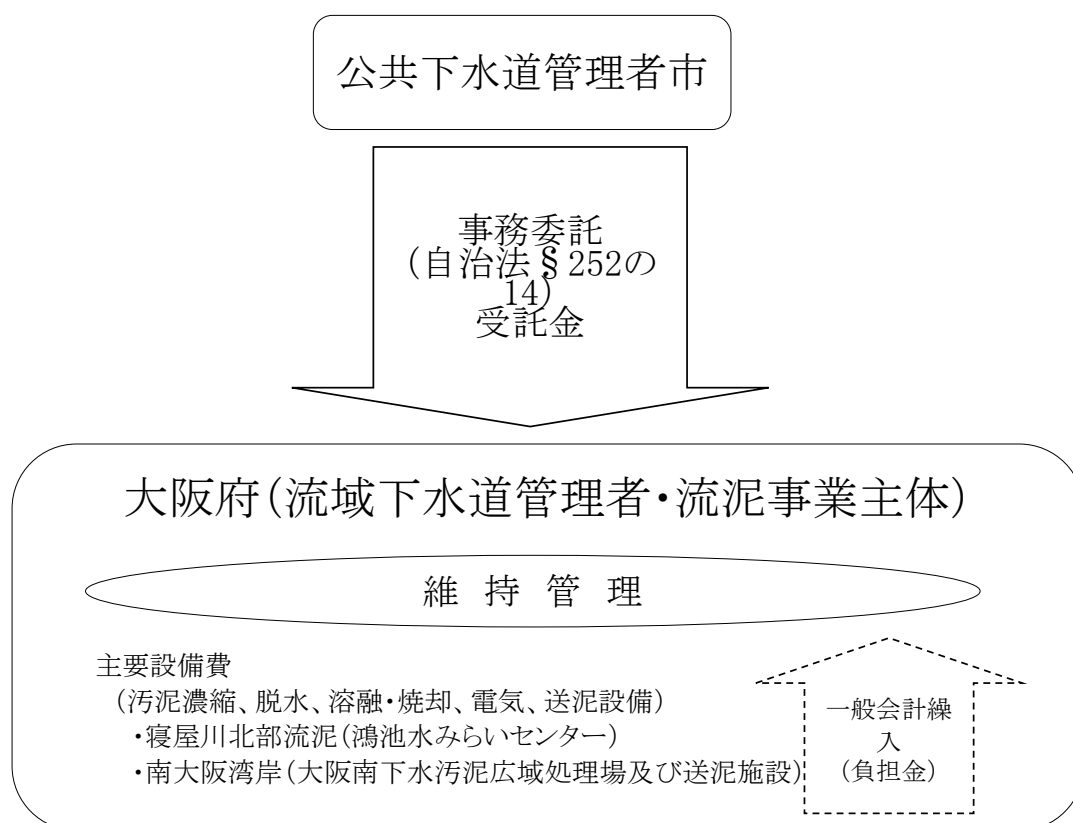 公共下水道管理者市
事務委託
(自治法§252の
14)
受託金
大阪府(流域下水道管理者・流泥事業主体)
維 持 管 理
主要設備費
(汚泥濃縮、脱水、溶融・焼却、電気、送泥設備)
・寝屋川北部流泥(鴻池水みらいセンター)
・南大阪湾岸(大阪南下水汚泥広域処理場及び送泥施設)
一般会計繰
入
(負担金)